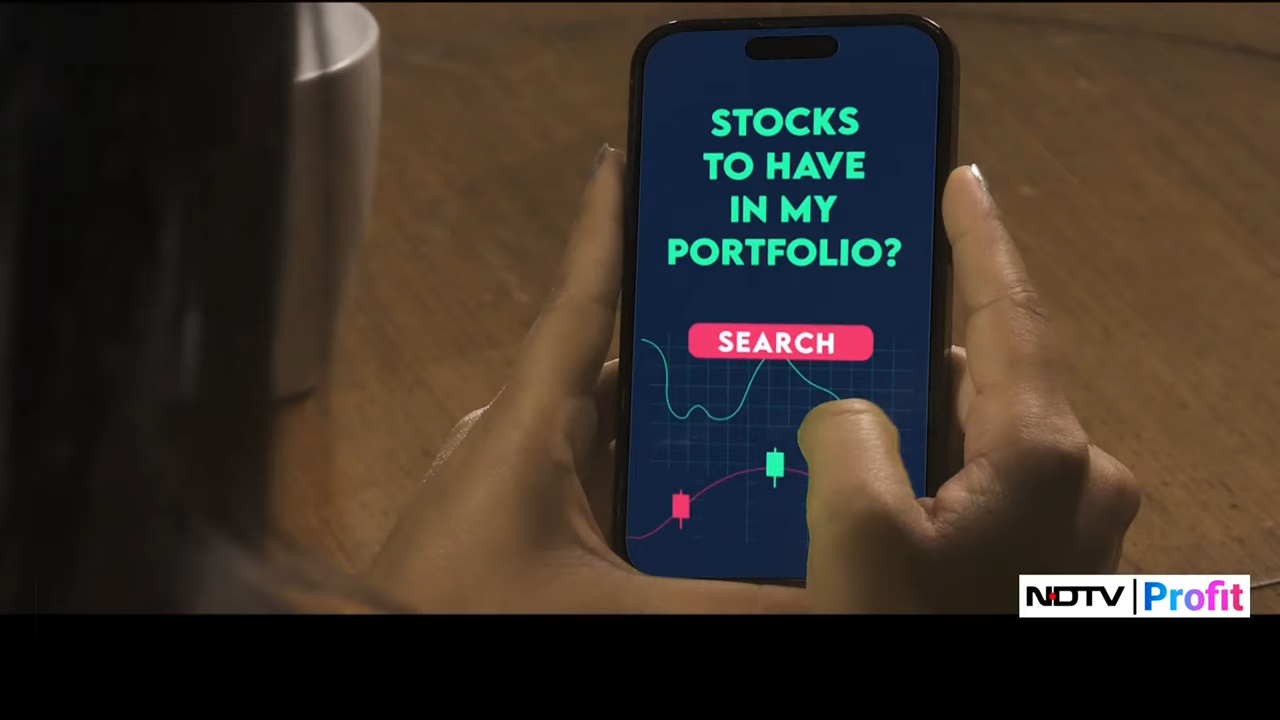 STOCKS
TO HAVE
IN MY
PORTFOLIO?
SEARCH
NDTV Profit